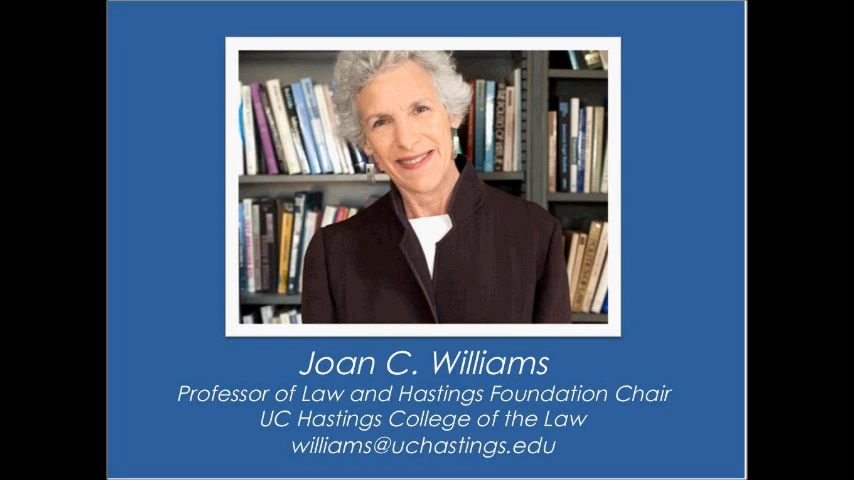 Joan C. Williams
Professor of Law and Hastings Foundation Chair
UC Hastings College of the Law
williams@uchastings.edu